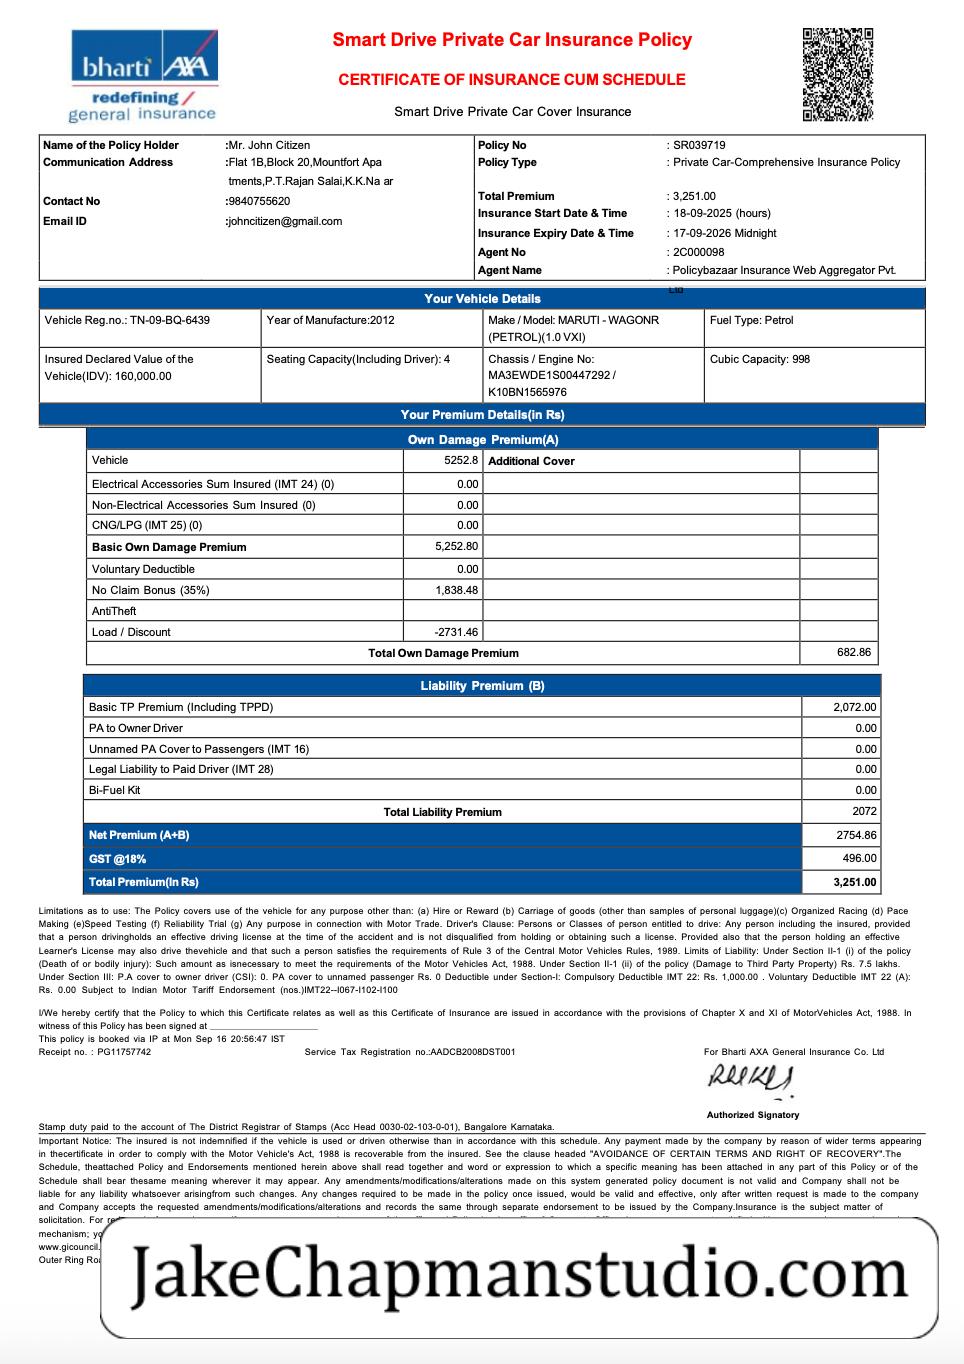 bharti AXA
redefining /
general insurance
Smart Drive Private Car Insurance Policy
CERTIFICATE OF INSURANCE CUM SCHEDULE
Smart Drive Private Car Cover Insurance
Name of the Policy Holder :Mr. John Citizen
Communication Address :Flat 1B,Block 20,Mountfort Apa
tments,P.T.Rajan Salai,K.K.Na ar
Contact No :9840755620
Email ID :johncitizen@gmail.com
Policy No : SR039719
Policy Type : Private Car-Comprehensive Insurance Policy
Total Premium : 3,251.00
Insurance Start Date & Time : 18-09-2025 (hours)
Insurance Expiry Date & Time : 17-09-2026 Midnight
Agent No : 2C000098
Agent Name : Policybazaar Insurance Web Aggregator Pvt.
Your Vehicle Details
Vehicle Reg.no.: TN-09-BQ-6439
Year of Manufacture:2012
Make / Model: MARUTI - WAGONR
(PETROL)(1.0 VXI)
Fuel Type: Petrol
Insured Declared Value of the
Vehicle(IDV): 160,000.00
Seating Capacity(Including Driver): 4
Chassis / Engine No:
MA3EWDE1S00447292 /
K10BN1565976
Cubic Capacity: 998
Your Premium Details(in Rs)
Own Damage Premium(A)
Vehicle 5252.8 Additional Cover
Electrical Accessories Sum Insured (IMT 24) (0) 0.00
Non-Electrical Accessories Sum Insured (0) 0.00
CNG/LPG (IMT 25) (0) 0.00
Basic Own Damage Premium 5,252.80
Voluntary Deductible 0.00
No Claim Bonus (35%) 1,838.48
AntiTheft
Load / Discount -2731.46
Total Own Damage Premium 682.86
Liability Premium (B)
Basic TP Premium (Including TPPD) 2,072.00
PA to Owner Driver 0.00
Unnamed PA Cover to Passengers (IMT 16) 0.00
Legal Liability to Paid Driver (IMT 28) 0.00
Bi-Fuel Kit 0.00
Total Liability Premium 2072
Net Premium (A+B) 2754.86
GST @18% 496.00
Total Premium(In Rs) 3,251.00
Limitations as to use: The Policy covers use of the vehicle for any purpose other than: (a) Hire or Reward (b) Carriage of goods (other than samples of personal luggage)(c) Organized Racing (d) Pace
Making (e)Speed Testing (f) Reliability Trial (g) Any purpose in connection with Motor Trade. Driver's Clause: Persons or Classes of person entitled to drive: Any person including the insured, provided
that a person drivingholds an effective driving license at the time of the accident and is not disqualified from holding or obtaining such a license. Provided also that the person holding an effective
Learner's License may also drive thevehicle and that such a person satisfies the requirements of Rule 3 of the Central Motor Vehicles Rules, 1989. Limits of Liability: Under Section II-1 (i) of the policy
(Death of or bodily injury): Such amount as isnecessary to meet the requirements of the Motor Vehicles Act, 1988. Under Section II-1 (ii) of the policy (Damage to Third Party Property) Rs. 7.5 lakhs.
Under Section III: P.A cover to owner driver (CSI): 0. PA cover to unnamed passenger Rs. 0 Deductible under Section-I: Compulsory Deductible IMT 22: Rs. 1,000.00 . Voluntary Deductible IMT 22 (A):
Rs. 0.00 Subject to Indian Motor Tariff Endorsement (nos.)IMT22--I067-I102-I100
I/We hereby certify that the Policy to which this Certificate relates as well as this Certificate of Insurance are issued in accordance with the provisions of Chapter X and XI of MotorVehicles Act, 1988. In
witness of this Policy has been signed at
This policy is booked via IP at Mon Sep 16 20:56:47 IST
Receipt no. : PG11757742 Service Tax Registration no.:AADCB2008DST001 For Bharti AXA General Insurance Co. Ltd
Authorized Signatory
Stamp duty paid to the account of The District Registrar of Stamps (Acc Head 0030-02-103-0-01), Bangalore Karnataka.
Important Notice: The insured is not indemnified if the vehicle is used or driven otherwise than in accordance with this schedule. Any payment made by the company by reason of wider terms appearing
in thecertificate in order to comply with the Motor Vehicle's Act, 1988 is recoverable from the insured. See the clause headed "AVOIDANCE OF CERTAIN TERMS AND RIGHT OF RECOVERY".The
Schedule, theattached Policy and Endorsements mentioned herein above shall read together and word or expression to which a specific meaning has been attached in any part of this Policy or of the
Schedule shall bear thesame meaning wherever it may appear. Any amendments/modifications/alterations made on this system generated policy document is not valid and Company shall not be
liable for any liability whatsoever arisingfrom such changes. Any changes required to be made in the policy once issued, would be valid and effective, only after written request is made to the company
and Company accepts the requested amendments/modifications/alterations and records the same through separate endorsement to be issued by the Company.Insurance is the subject matter of
solicitation. For
mechanism;
www.gicouncil.
Outer Ring
JakeChapmanstudio.com